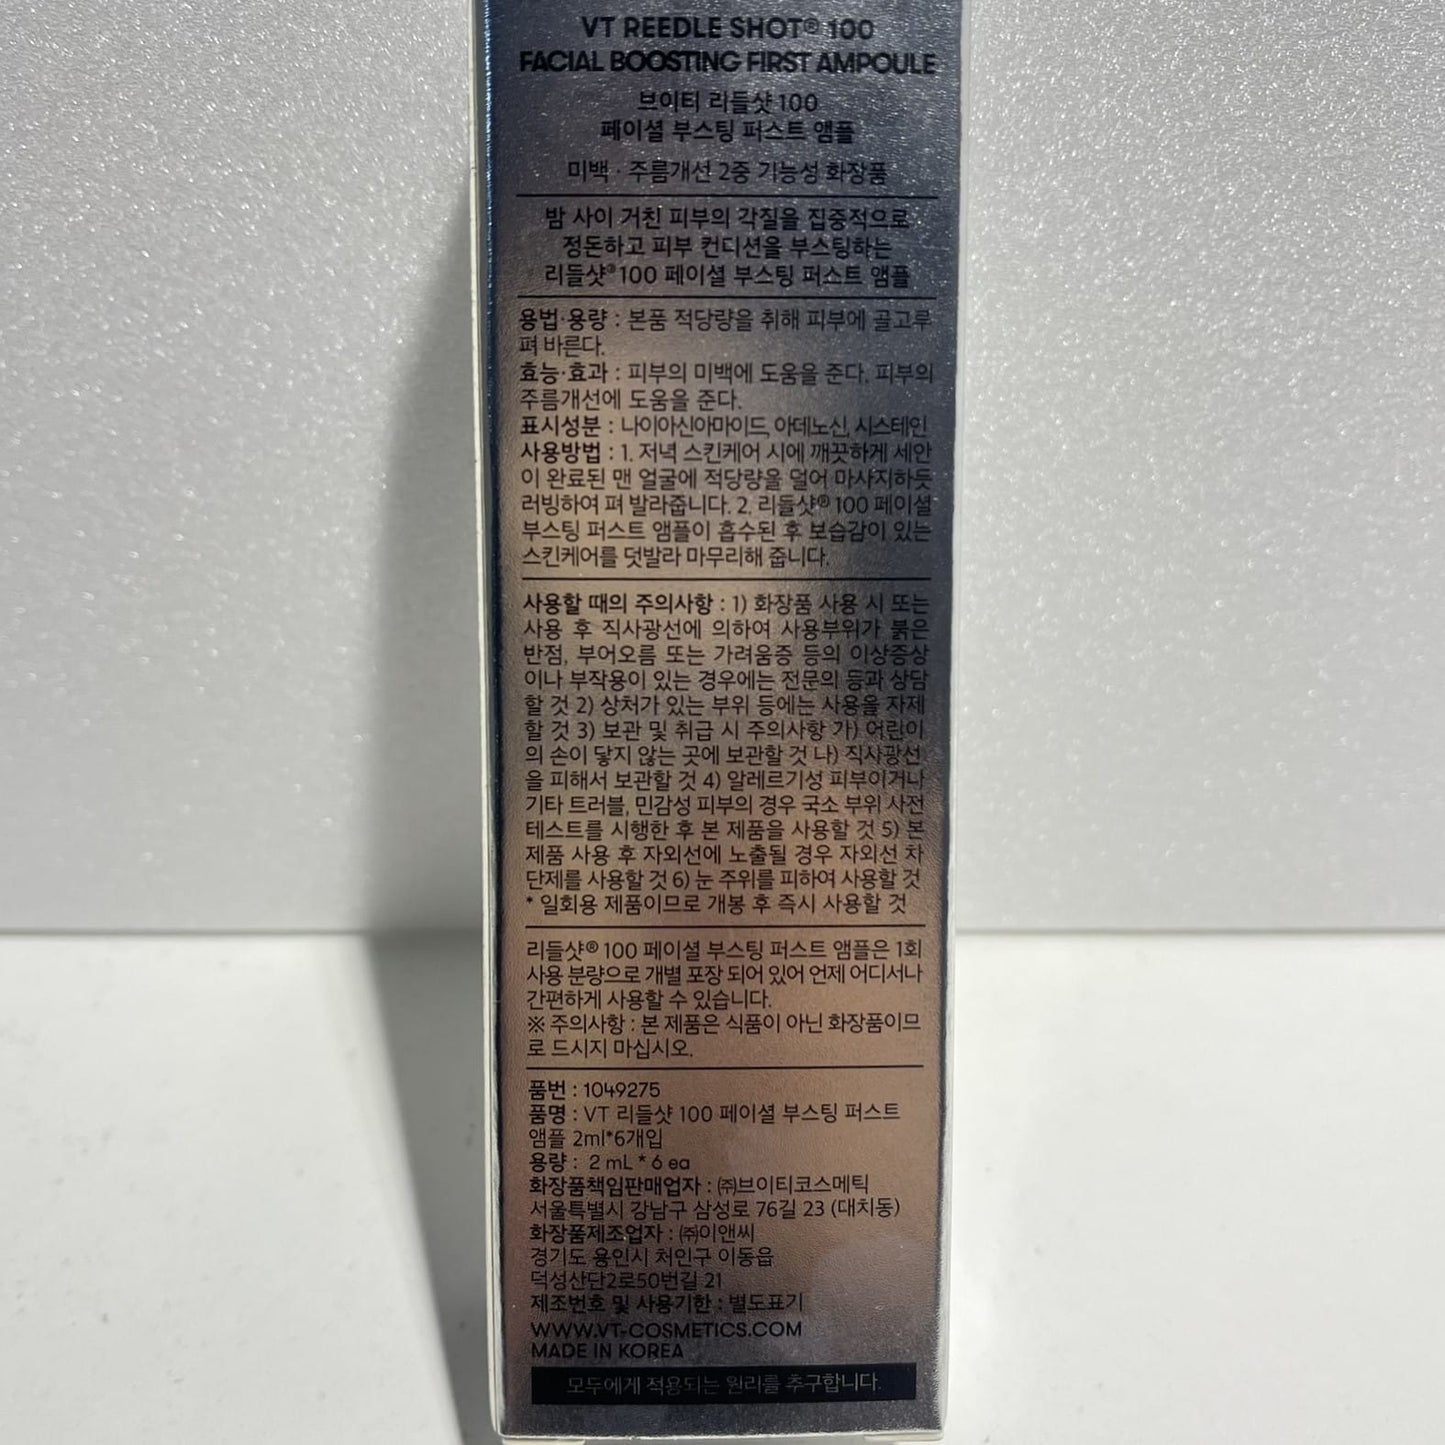 VT REEDLE SHOT® 100
FACIAL BOOSTING FIRST AMPOULE
브이티 리들샷 100
페이셜 부스팅 퍼스트 앰플
미백 · 주름개선 2중 기능성 화장품
밤 사이 거친 피부의 각질을 집중적으로
정돈하고 피부 컨디션을 부스팅하는
리들샷® 100 페이셜 부스팅 퍼스트 앰플
용법·용량 : 본품 적당량을 취해 피부에 골고루
펴 바른다.
효능·효과 : 피부의 미백에 도움을 준다. 피부의
주름개선에 도움을 준다.
표시성분 : 나이아신아마이드, 아데노신, 시스테인
사용방법 : 1. 저녁 스킨케어 시에 깨끗하게 세안
이 완료된 맨 얼굴에 적당량을 덜어 마사지하듯
러빙하여 펴 발라줍니다. 2. 리들샷® 100 페이셜
부스팅 퍼스트 앰플이 흡수된 후 보습감이 있는
스킨케어를 덧발라 마무리해 줍니다.
사용할 때의 주의사항 : 1) 화장품 사용 시 또는
사용 후 직사광선에 의하여 사용부위가 붉은
반점, 부어오름 또는 가려움증 등의 이상증상
이나 부작용이 있는 경우에는 전문의 등과 상담
할 것 2) 상처가 있는 부위 등에는 사용을 자제
할 것 3) 보관 및 취급 시 주의사항 가) 어린이
의 손이 닿지 않는 곳에 보관할 것 나) 직사광선
을 피해서 보관할 것 4) 알레르기성 피부이거나
기타 트러블, 민감성 피부의 경우 국소 부위 사전
테스트를 시행한 후 본 제품을 사용할 것 5) 본
제품 사용 후 자외선에 노출될 경우 자외선 차
단제를 사용할 것 6) 눈 주위를 피하여 사용할 것
* 일회용 제품이므로 개봉 후 즉시 사용할 것
리들샷® 100 페이셜 부스팅 퍼스트 앰플은 1회
사용 분량으로 개별 포장 되어 있어 언제 어디서나
간편하게 사용할 수 있습니다.
※ 주의사항 : 본 제품은 식품이 아닌 화장품이므
로 드시지 마십시오.
품번 : 1049275
품명 : VT 리들샷 100 페이셜 부스팅 퍼스트
앰플 2ml*6개입
용량 : 2 mL * 6 ea
화장품책임판매업자 : ㈜브이티코스메틱
서울특별시 강남구 삼성로 76길 23 (대치동)
화장품제조업자 : ㈜이앤씨
경기도 용인시 처인구 이동읍
덕성산단2로50번길 21
제조번호 및 사용기한 : 별도표기
WWW.VT-COSMETICS.COM
MADE IN KOREA
모두에게 적용되는 원리를 추구합니다.